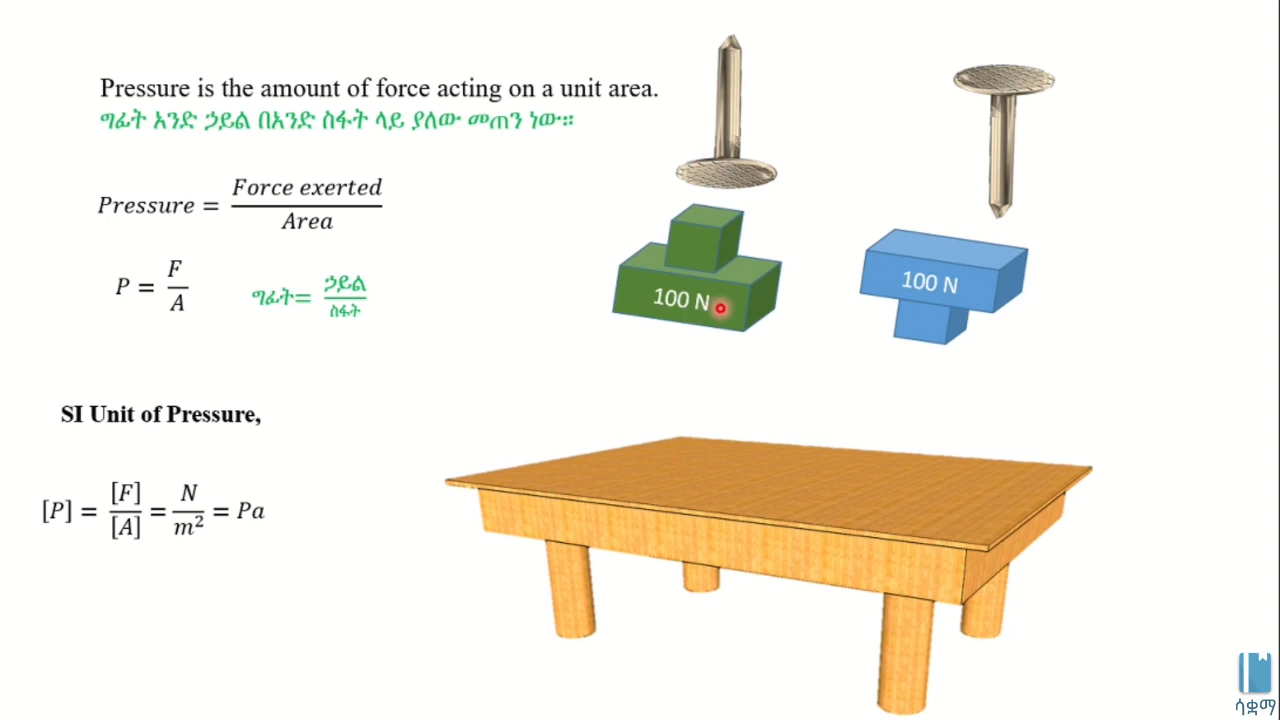 Pressure is the amount of force acting on a unit area.
ግፊት አንድ ኃይል በአንድ ስፋት ላይ ያለው መጠን ነው።
Pressure = Force exerted / Area
P = F / A
ግፊት= ኃይል / ስፋት
100 N
100 N
SI Unit of Pressure,
[P] = [F] / [A] = N / m² = Pa
ሳቋማ